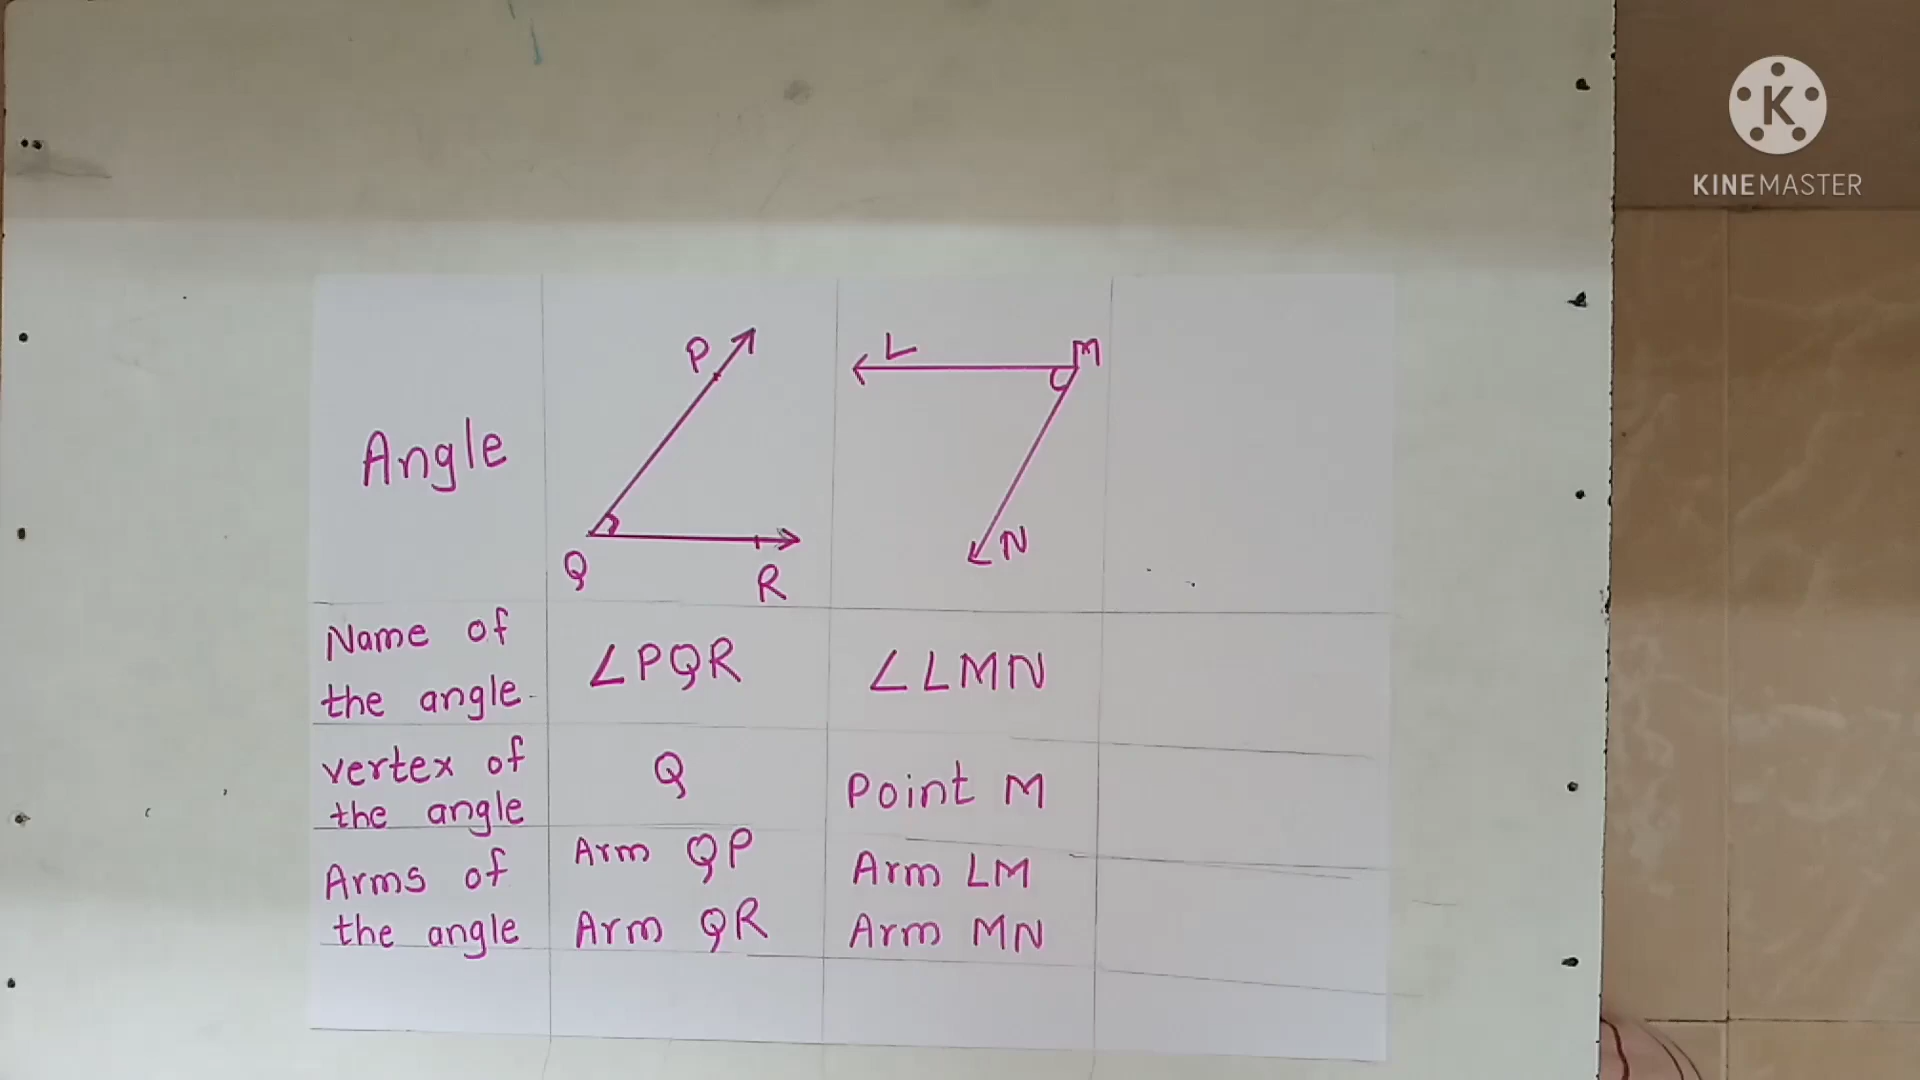 P
L
M
Angle
Q
R
N
Name of
the angle
∠PQR
∠LMN
vertex of
the angle
Q
Point M
Arms of
the angle
Arm QP
Arm QR
Arm LM
Arm MN
K
KINEMASTER